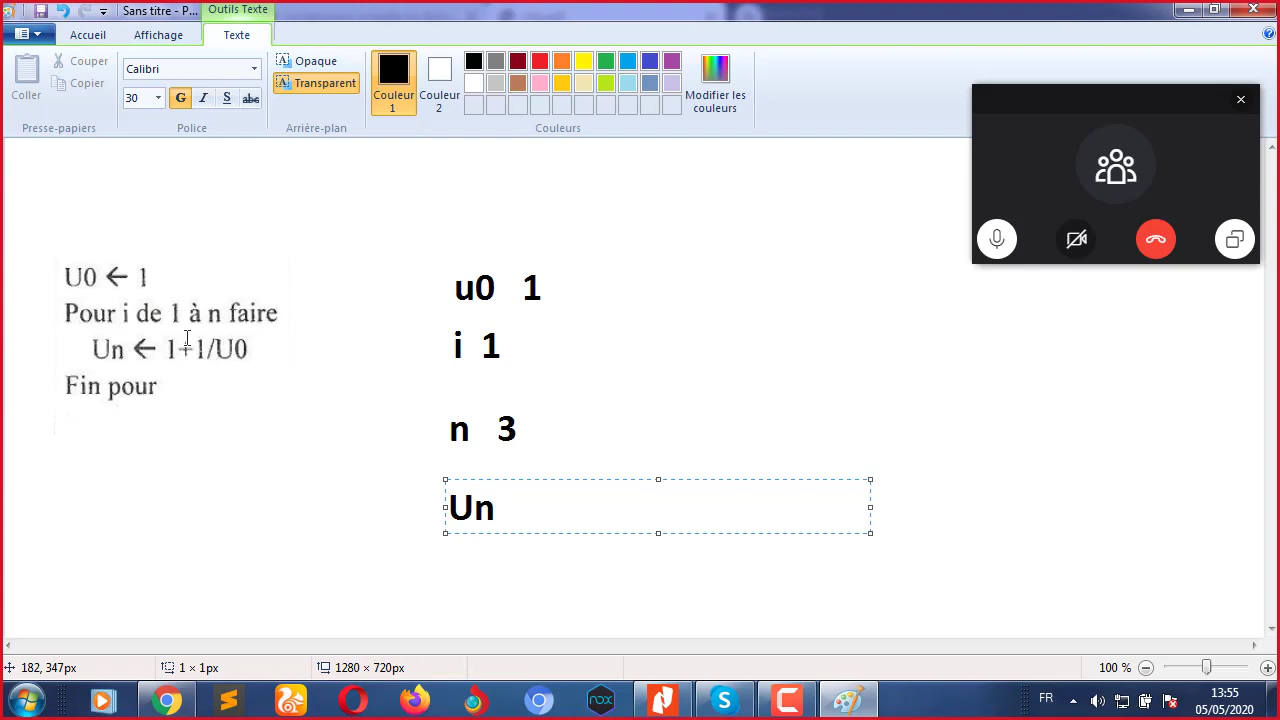 Sans titre - P...
Outils Texte
Accueil
Affichage
Texte
Coller
Couper
Copier
Presse-papiers
Calibri
30
G I S abc
Police
Opaque
Transparent
Arrière-plan
Couleur 1
Couleur 2
Modifier les couleurs
Couleurs
U0 ← 1
Pour i de 1 à n faire
Un ← 1+1/U0
Fin pour
u0 1
i 1
n 3
Un
182, 347px
1 × 1px
1280 × 720px
100 %
nox
FR
13:55
05/05/2020